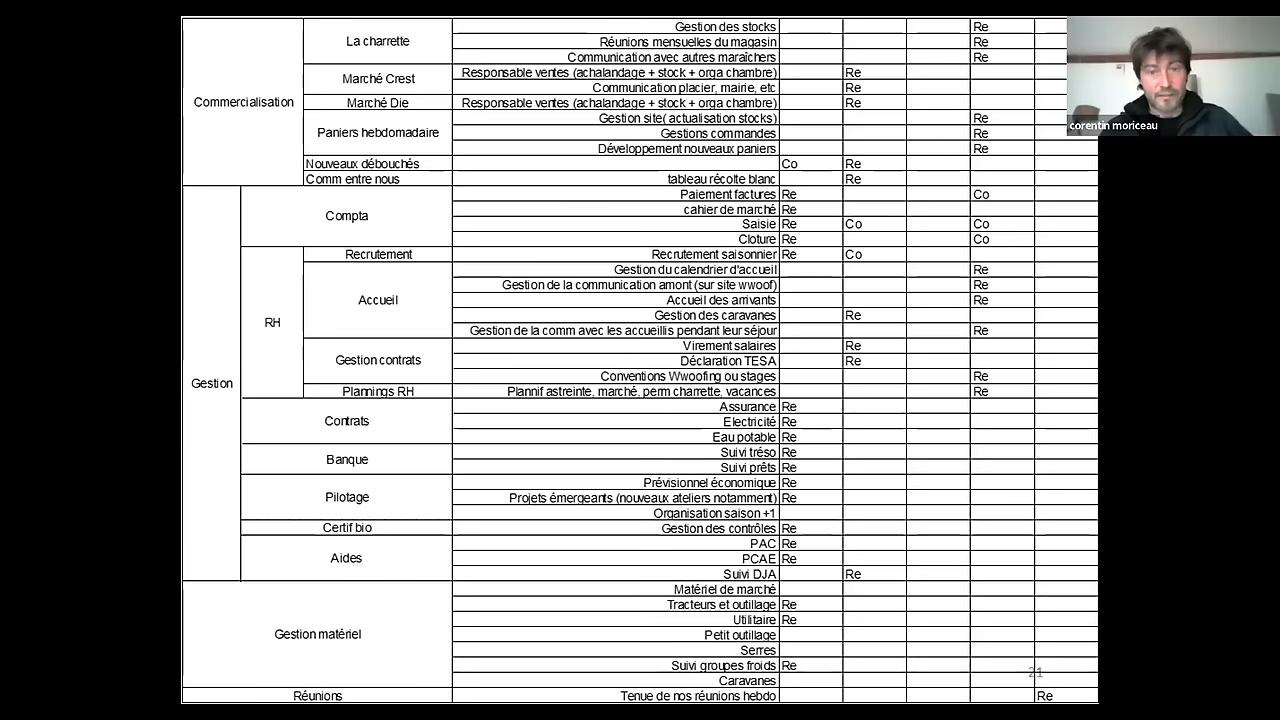 Commercialisation
La charrette
Gestion des stocks Re
Réunions mensuelles du magasin Re
Communication avec autres maraîchers Re
Marché Crest
Responsable ventes (achalandage + stock + orga chambre) Re
Communication placier, mairie, etc Re
Marché Die
Responsable ventes (achalandage + stock + orga chambre) Re
Paniers hebdomadaire
Gestion site( actualisation stocks) Re
Gestions commandes Re
Développement nouveaux paniers Re
Nouveaux débouchés Co Re
Comm entre nous tableau récolte blanc Re
Gestion
Compta
Paiement factures Re Co
cahier de marché Re
Saisie Re Co Co
Cloture Re Co
RH
Recrutement Recrutement saisonnier Re Co
Accueil
Gestion du calendrier d'accueil Re
Gestion de la communication amont (sur site wwoof) Re
Accueil des arrivants Re
Gestion des caravanes Re
Gestion de la comm avec les accueillis pendant leur séjour Re
Gestion contrats
Virement salaires Re
Déclaration TESA Re
Conventions Wwoofing ou stages Re
Plannings RH Plannif astreinte, marché, perm charrette, vacances Re
Contrats
Assurance Re
Electricité Re
Eau potable Re
Banque
Suivi tréso Re
Suivi prêts Re
Pilotage
Prévisionnel économique Re
Projets émergeants (nouveaux ateliers notamment) Re
Organisation saison +1
Certif bio Gestion des contrôles Re
Aides
PAC Re
PCAE Re
Suivi DJA Re
Gestion matériel
Matériel de marché
Tracteurs et outillage Re
Utilitaire Re
Petit outillage
Serres
Suivi groupes froids Re
Caravanes
Réunions Tenue de nos réunions hebdo Re
21
corentin moriceau